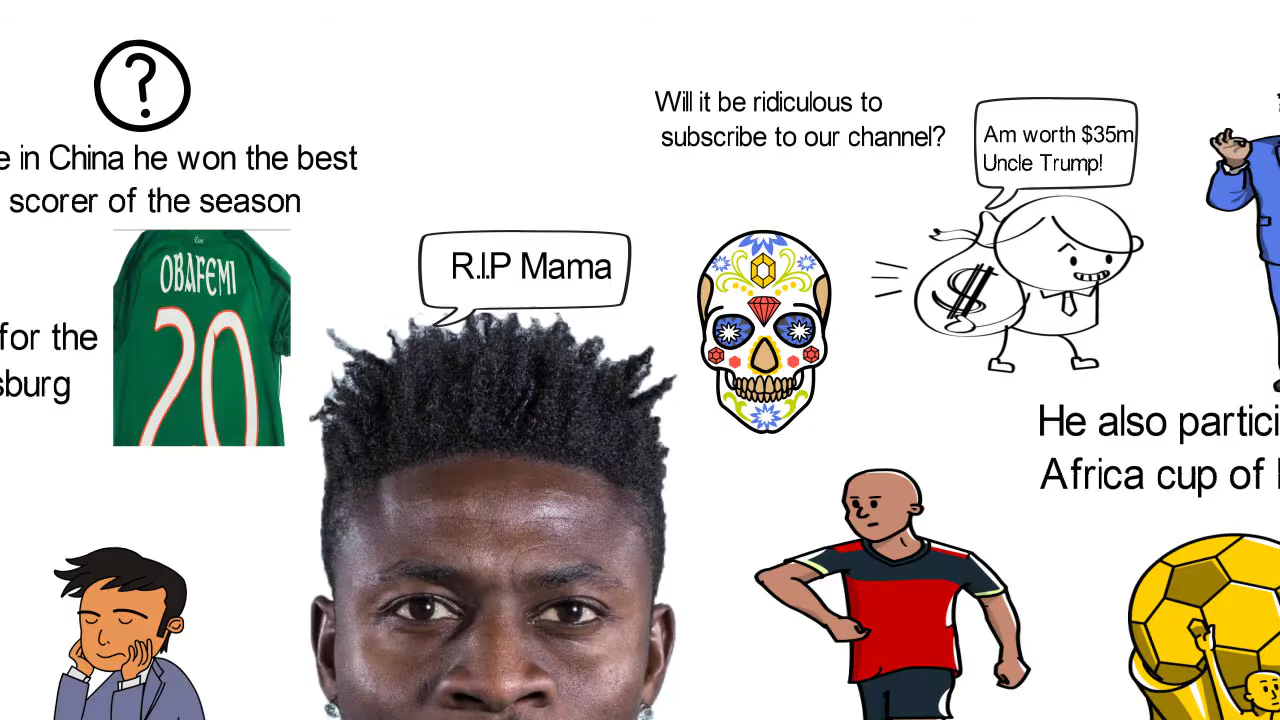 e in China he won the best
scorer of the season
OBAFEMI
20
for the
sburg
R.I.P Mama
Will it be ridiculous to
subscribe to our channel?
Am worth $35m
Uncle Trump!
He also partici
Africa cup of